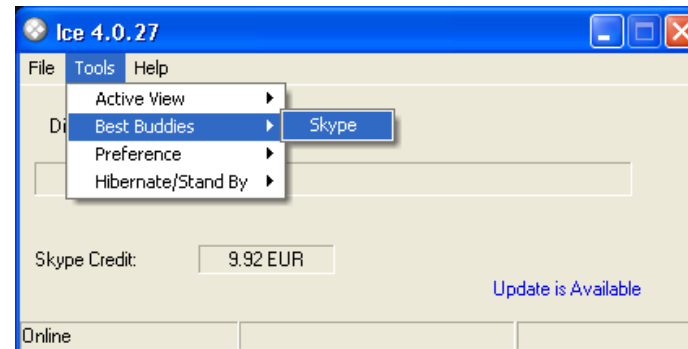 Ice 4.0.27
File Tools Help
Active View
Di
Best Buddies
Skype
Preference
Hibernate/Stand By
Skype Credit: 9.92 EUR
Update is Available
Online